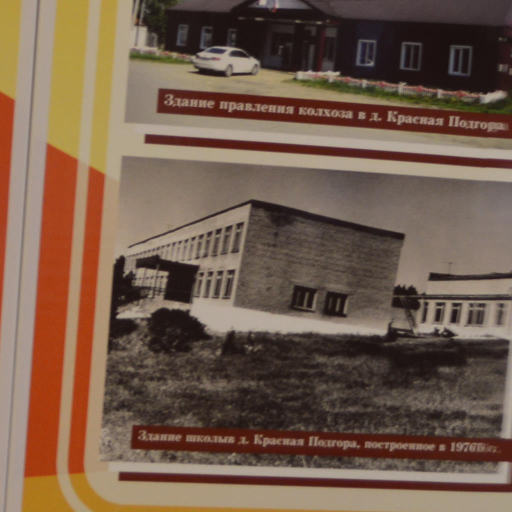 Здание правления колхоза в д. Красная Подгора
Здание школыв д. Красная Подгора, построенное в 1976